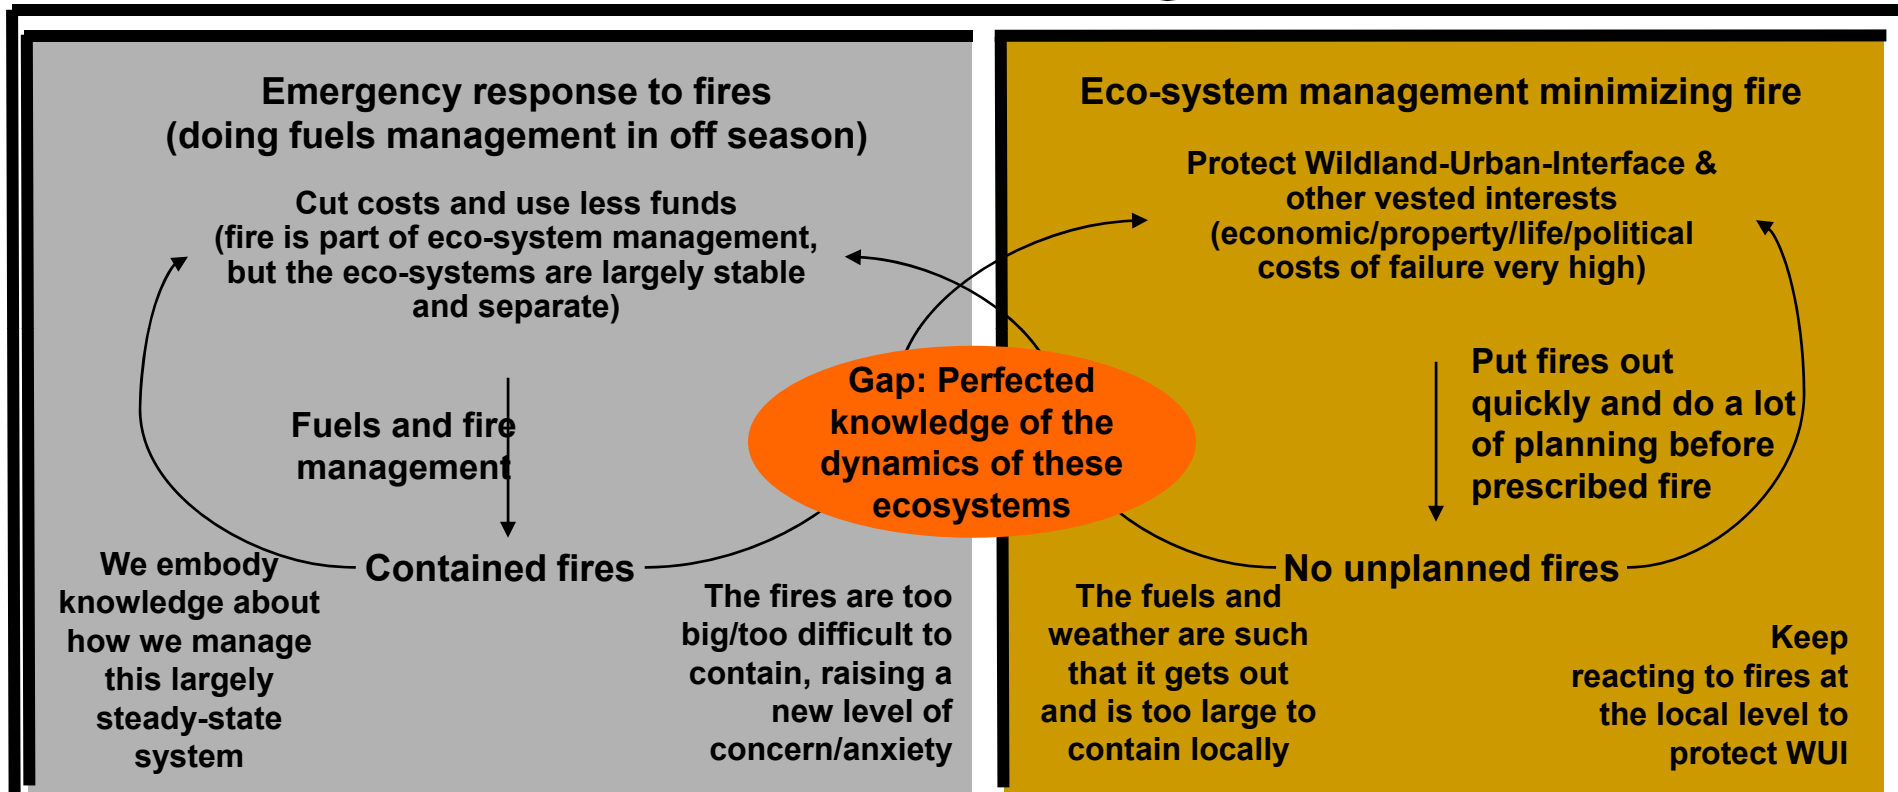 Emergency response to fires
(doing fuels management in off season)
Cut costs and use less funds
(fire is part of eco-system management,
but the eco-systems are largely stable
and separate)
Fuels and fire
management
Contained fires
We embody
knowledge about
how we manage
this largely
steady-state
system
The fires are too
big/too difficult to
contain, raising a
new level of
concern/anxiety
Gap: Perfected
knowledge of the
dynamics of these
ecosystems
Eco-system management minimizing fire
Protect Wildland-Urban-Interface &
other vested interests
(economic/property/life/political
costs of failure very high)
Put fires out
quickly and do a lot
of planning before
prescribed fire
No unplanned fires
The fuels and
weather are such
that it gets out
and is too large to
contain locally
Keep
reacting to fires at
the local level to
protect WUI